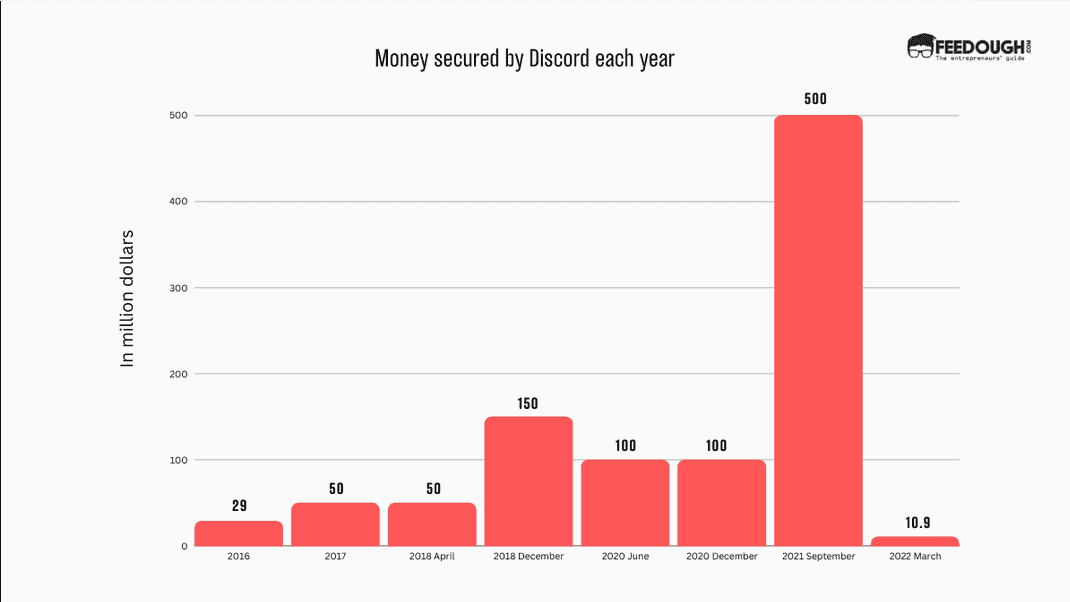 Money secured by Discord each year
FEEDOUGH.COM
The entrepreneurs' guide
In million dollars
500
400
300
200
100
0
29
50
50
150
100
100
500
10.9
2016
2017
2018 April
2018 December
2020 June
2020 December
2021 September
2022 March